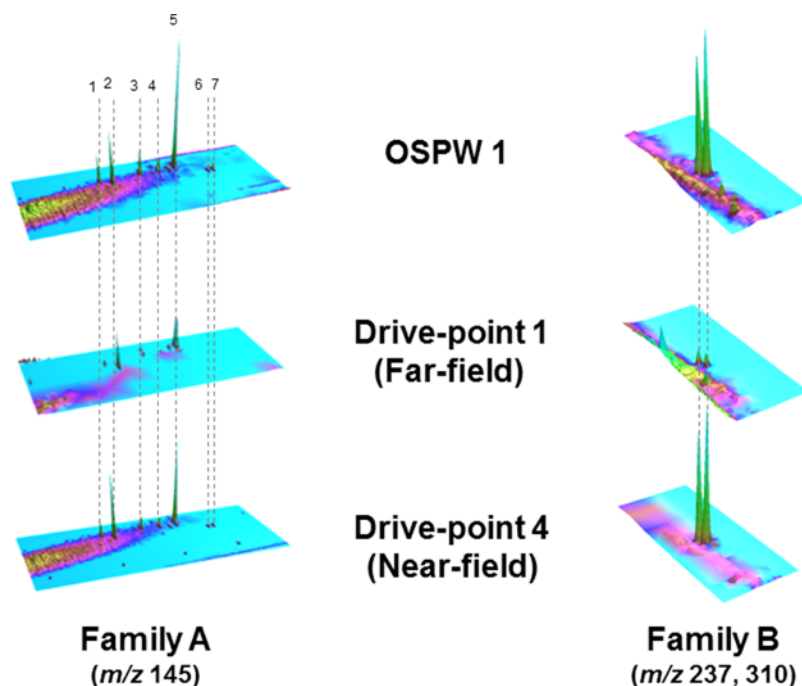 1 2 3 4 5 6 7
OSPW 1
Drive-point 1
(Far-field)
Drive-point 4
(Near-field)
Family A
(m/z 145)
Family B
(m/z 237, 310)